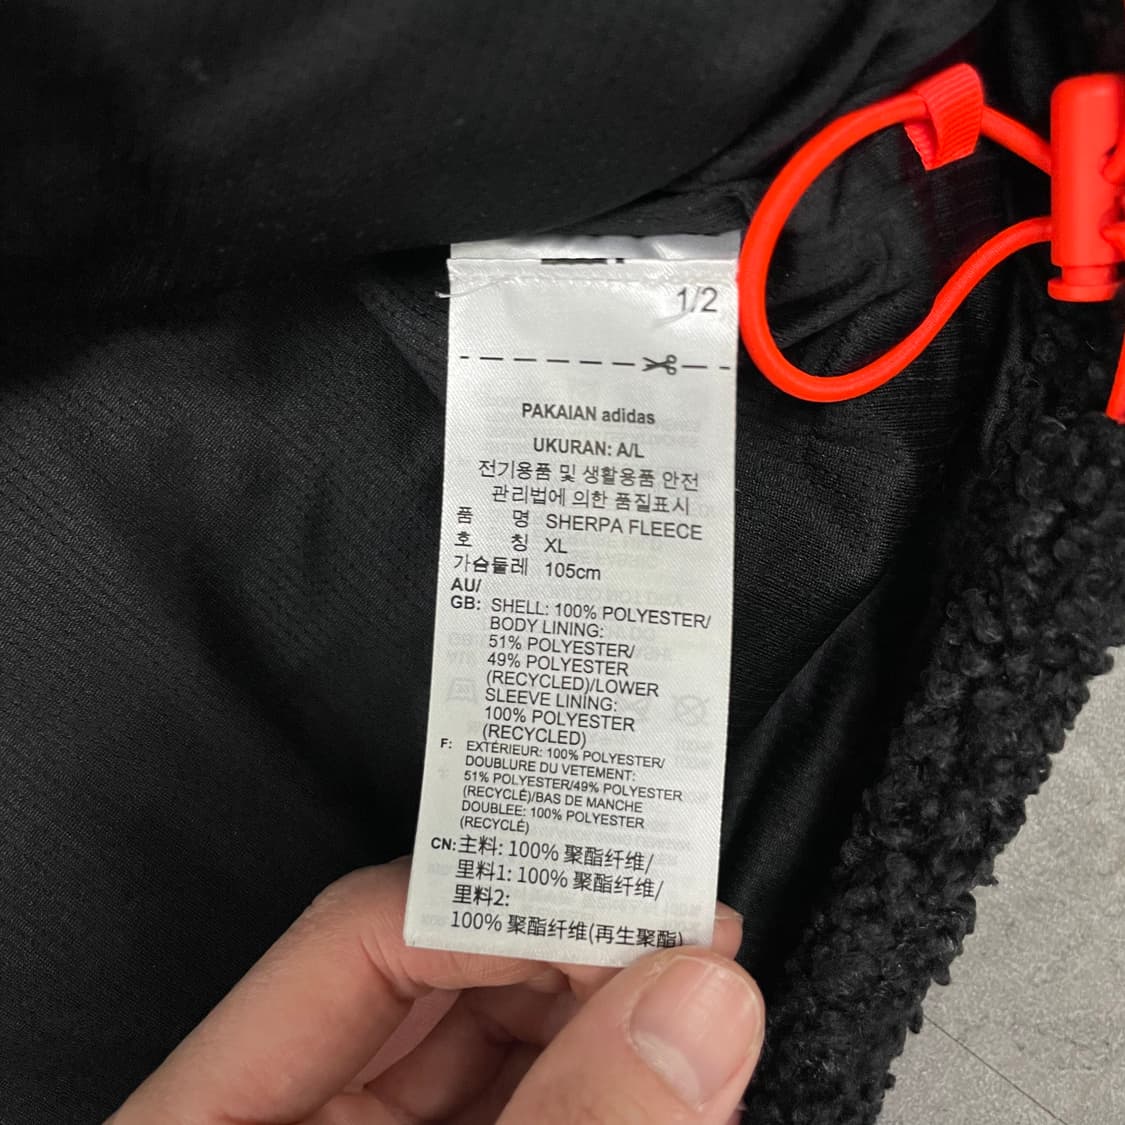 1/2
PAKAIAN adidas
UKURAN: A/L
전기용품 및 생활용품 안전
관리법에 의한 품질표시
품 명 SHERPA FLEECE
호 칭 XL
가슴둘레 105cm
AU/
GB: SHELL: 100% POLYESTER/
BODY LINING:
51% POLYESTER/
49% POLYESTER
(RECYCLED)/LOWER
SLEEVE LINING:
100% POLYESTER
(RECYCLED)
F: EXTÉRIEUR: 100% POLYESTER/
DOUBLURE DU VETEMENT:
51% POLYESTER/49% POLYESTER
(RECYCLÉ)/BAS DE MANCHE
DOUBLEE: 100% POLYESTER
(RECYCLÉ)
CN: 主料: 100% 聚酯纤维/
里料1: 100% 聚酯纤维/
里料2:
100% 聚酯纤维(再生聚酯)